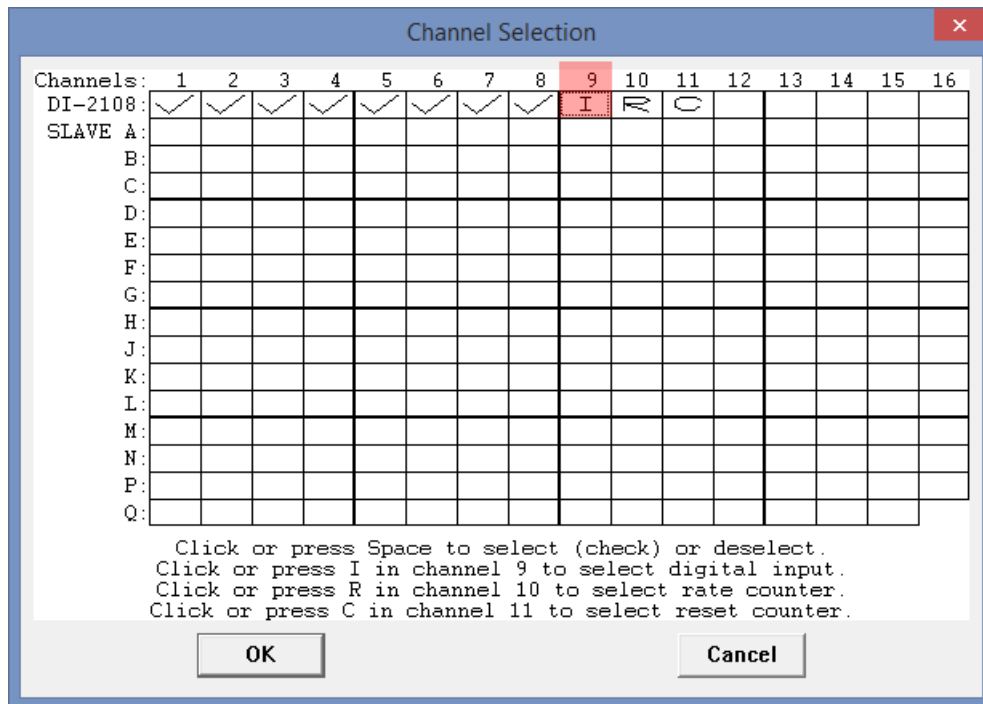 Channel Selection
×
Channels: 1 2 3 4 5 6 7 8 9 10 11 12 13 14 15 16
DI-2108: I R C
SLAVE A:
B:
C:
D:
E:
F:
G:
H:
J:
K:
L:
M:
N:
P:
Q:
Click or press Space to select (check) or deselect.
Click or press I in channel 9 to select digital input.
Click or press R in channel 10 to select rate counter.
Click or press C in channel 11 to select reset counter.
OK Cancel